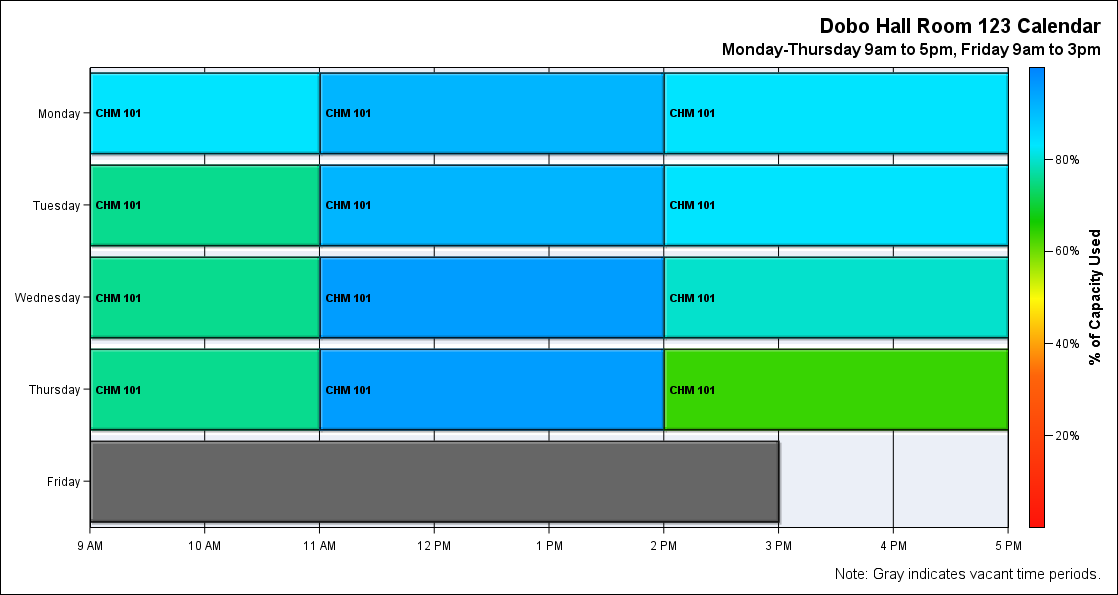 Dobo Hall Room 123 Calendar
Monday-Thursday 9am to 5pm, Friday 9am to 3pm
Monday
CHM 101
CHM 101
CHM 101
Tuesday
CHM 101
CHM 101
CHM 101
Wednesday
CHM 101
CHM 101
CHM 101
Thursday
CHM 101
CHM 101
CHM 101
Friday
9 AM
10 AM
11 AM
12 PM
1 PM
2 PM
3 PM
4 PM
5 PM
80%
60%
40%
20%
% of Capacity Used
Note: Gray indicates vacant time periods.